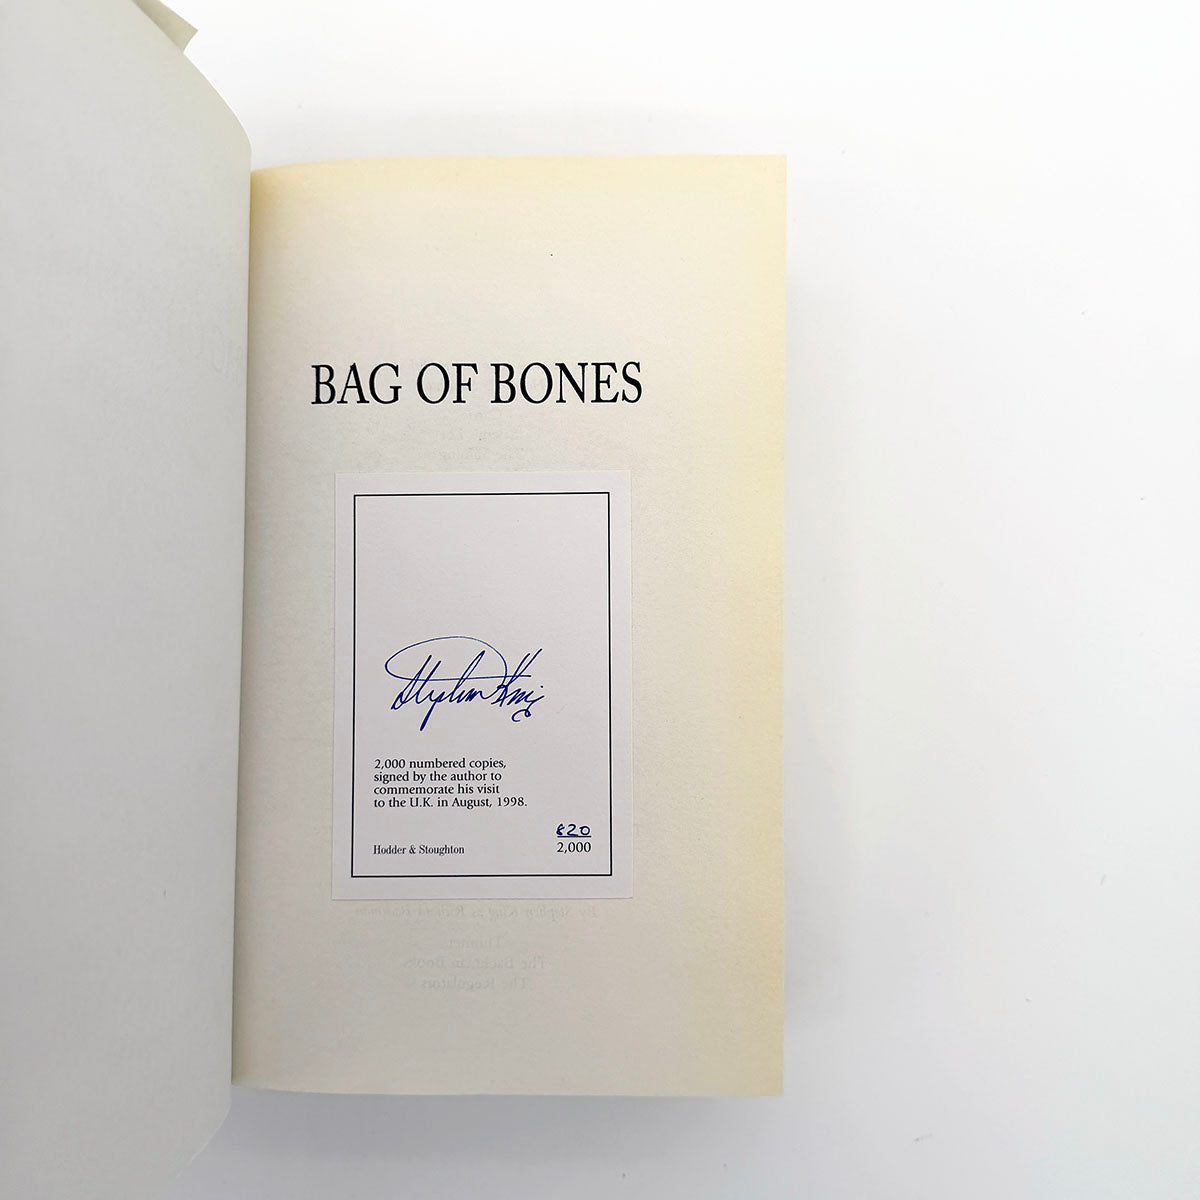 BAG OF BONES
Stephen King
2,000 numbered copies,
signed by the author to
commemorate his visit
to the U.K. in August, 1998.
820
Hodder & Stoughton
2,000